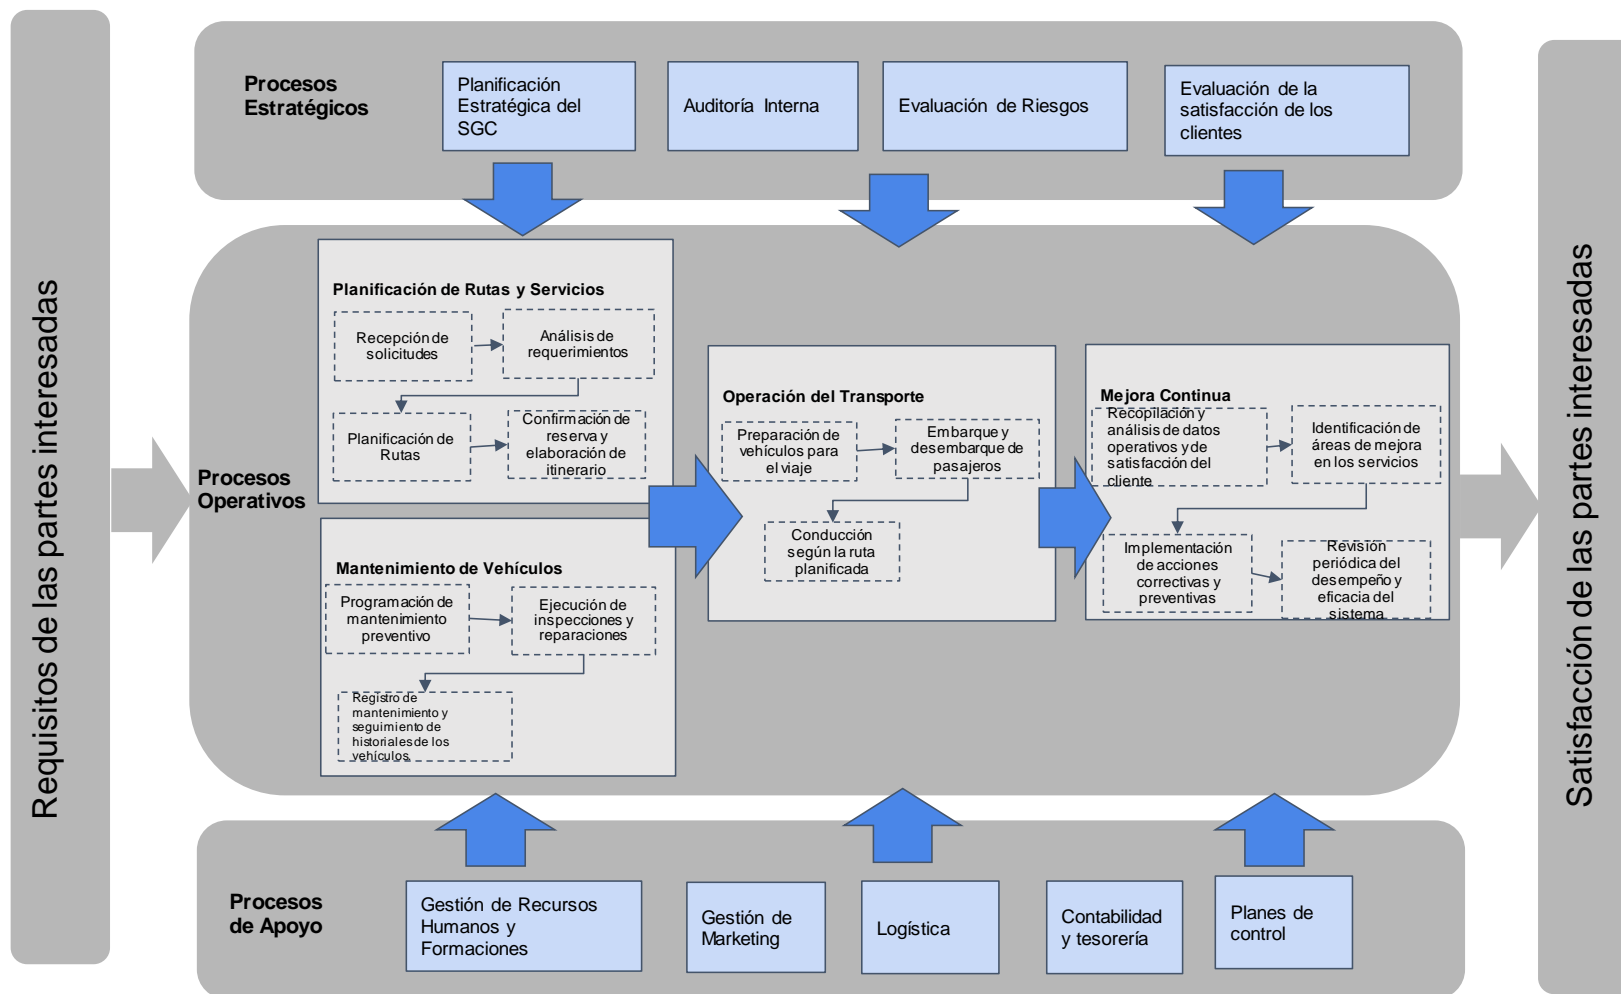 Requisitos de las partes interesadas
Procesos
Estratégicos
Planificación
Estratégica del
SGC
Auditoría Interna
Evaluación de Riesgos
Evaluación de la
satisfacción de los
clientes
Procesos
Operativos
Planificación de Rutas y Servicios
Recepción de
solicitudes
Análisis de
requerimientos
Planificación de
Rutas
Confirmación de
reserva y
elaboración de
itinerario
Mantenimiento de Vehículos
Programación de
mantenimiento
preventivo
Ejecución de
inspecciones y
reparaciones
Registro de
mantenimiento y
seguimiento de
historiales de los
vehículos.
Operación del Transporte
Preparación de
vehículos para
el viaje
Embarque y
desembarque de
pasajeros
Conducción
según la ruta
planificada
Mejora Continua
Recopilación y
análisis de datos
operativos y de
satisfacción del
cliente
Identificación de
áreas de mejora
en los servicios
Implementación
de acciones
correctivas y
preventivas
Revisión
periódica del
desempeño y
eficacia del
sistema
Procesos
de Apoyo
Gestión de Recursos
Humanos y
Formaciones
Gestión de
Marketing
Logística
Contabilidad
y tesorería
Planes de
control
Satisfacción de las partes interesadas